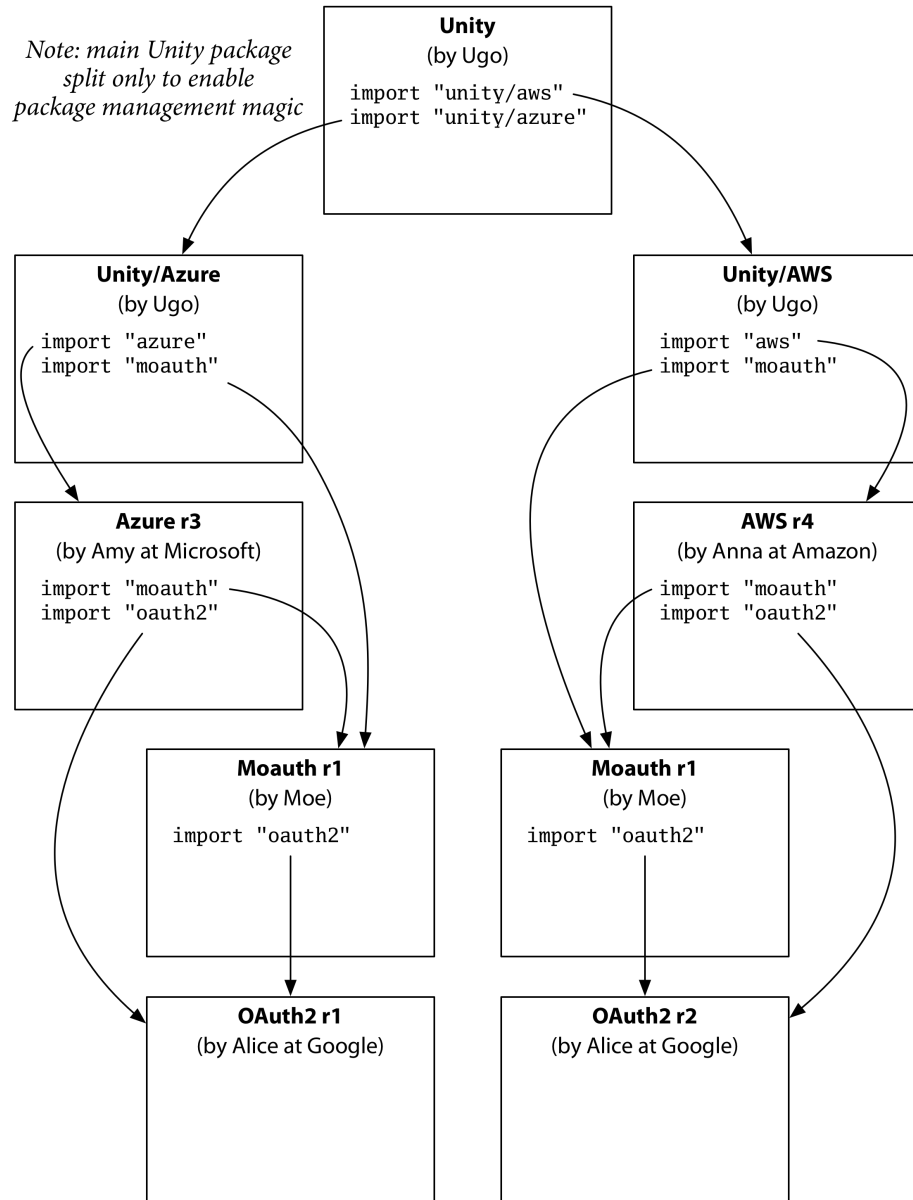 Note: main Unity package
split only to enable
package management magic
Unity
(by Ugo)
import "unity/aws"
import "unity/azure"
Unity/Azure
(by Ugo)
import "azure"
import "moauth"
Unity/AWS
(by Ugo)
import "aws"
import "moauth"
Azure r3
(by Amy at Microsoft)
import "moauth"
import "oauth2"
AWS r4
(by Anna at Amazon)
import "moauth"
import "oauth2"
Moauth r1
(by Moe)
import "oauth2"
Moauth r1
(by Moe)
import "oauth2"
OAuth2 r1
(by Alice at Google)
OAuth2 r2
(by Alice at Google)